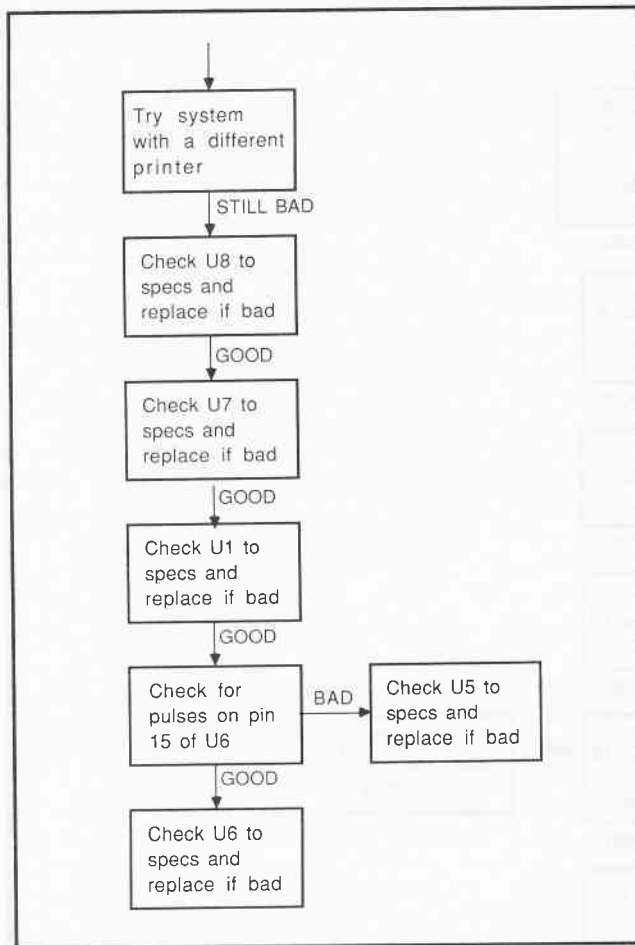 Try system
with a different
printer
STILL BAD
Check U8 to
specs and
replace if bad
GOOD
Check U7 to
specs and
replace if bad
GOOD
Check U1 to
specs and
replace if bad
GOOD
Check for
pulses on pin
15 of U6
BAD
Check U5 to
specs and
replace if bad
GOOD
Check U6 to
specs and
replace if bad